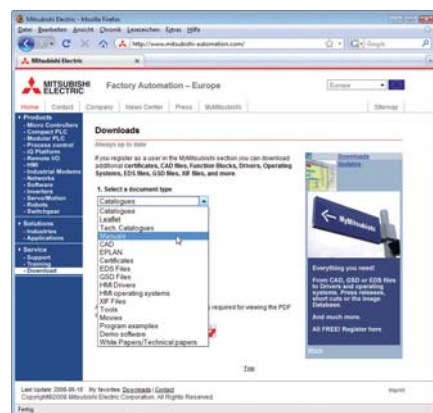 Mitsubishi Electric - Mozilla Firefox
Datei Bearbeiten Ansicht Chronik Lesezeichen Extras Hilfe
http://www.mitsubishi-automation.com/
Google
Mitsubishi Electric
MITSUBISHI ELECTRIC
Factory Automation – Europe
Europe
Home Contact Company News Center Press MyMitsubishi Sitemap
Products
- Micro Controllers
- Compact PLC
- Modular PLC
- Process control
- iQ Platform
- Remote I/O
- HMI
- Industrial Modems
- Networks
- Software
- Inverters
- Servo/Motion
- Robots
- Switchgear
Solutions
- Industries
- Applications
Service
- Support
- Training
- Download
Downloads
Always up to date
If you register as a user in the MyMitsubishi section you can download
additional certificates, CAD files, Function Blocks, Drivers, Operating
Systems, EDS files, GSD files, XIF files, and more.
1. Select a document type
Catalogues
Catalogues
Leaflet
Tech. Catalogues
Manuals
CAD
EPLAN
Certificates
EDS Files
GSD Files
HMI Drivers
HMI operating systems
XIF Files
Tools
Movies
Program examples
Demo software
White Papers/Technical papers
required for viewing the PDF
Top
Downloads
Updates
MyMitsubishi
Everything you need!
From CAD, GSD or EDS files
to Drivers and operating
systems. Press releases,
short cuts or the Image
Database.
And much more.
All FREE! Register here
More
Last Update: 2008-06-18 My favorites: Downloads | Contact
Copyright©2008 Mitsubishi Electric Corporation. All Rights Reserved.
Imprint
Fertig